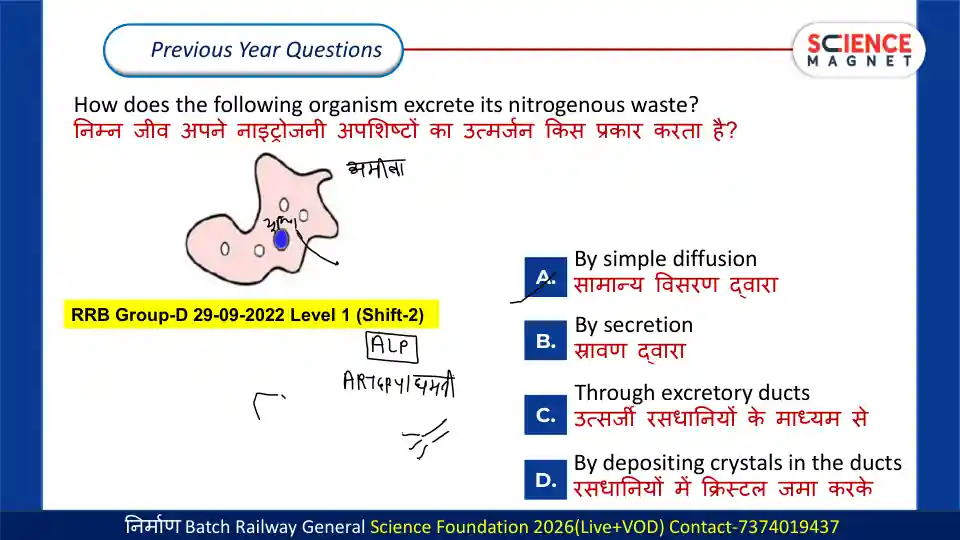 Previous Year Questions
SCIENCE
MAGNET
How does the following organism excrete its nitrogenous waste?
निम्न जीव अपने नाइट्रोजनी अपशिष्टों का उत्सर्जन किस प्रकार करता है?
अमीबा
A.
By simple diffusion
सामान्य विसरण द्वारा
RRB Group-D 29-09-2022 Level 1 (Shift-2)
B.
By secretion
स्रावण द्वारा
ALP
C.
Through excretory ducts
उत्सर्जी रसधानियों के माध्यम से
D.
By depositing crystals in the ducts
रसधानियों में क्रिस्टल जमा करके
निर्माण Batch Railway General Science Foundation 2026(Live+VOD) Contact-7374019437